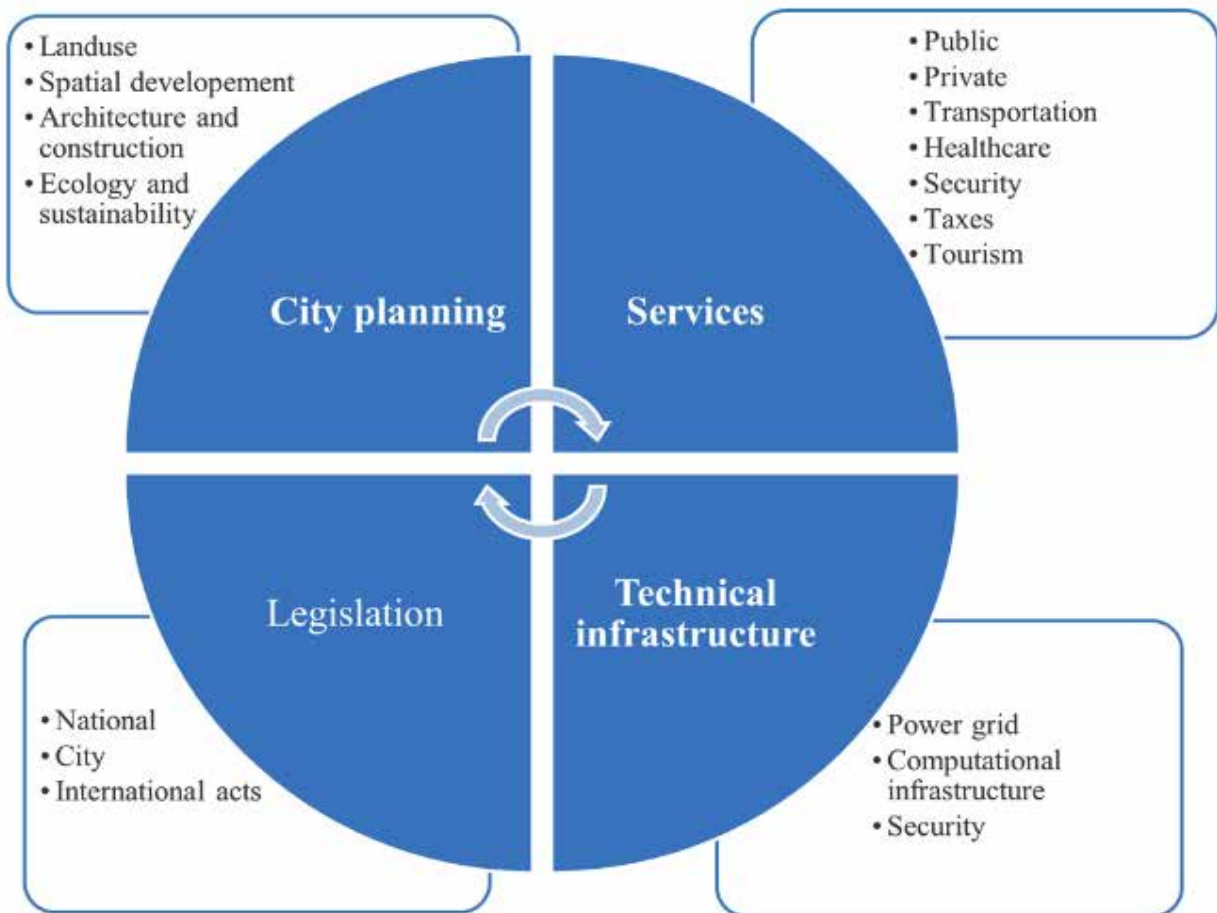 • Landuse
• Spatial developement
• Architecture and
construction
• Ecology and
sustainability
• Public
• Private
• Transportation
• Healthcare
• Security
• Taxes
• Tourism
City planning
Services
Legislation
Technical
infrastructure
• National
• City
• International acts
• Power grid
• Computational
infrastructure
• Security